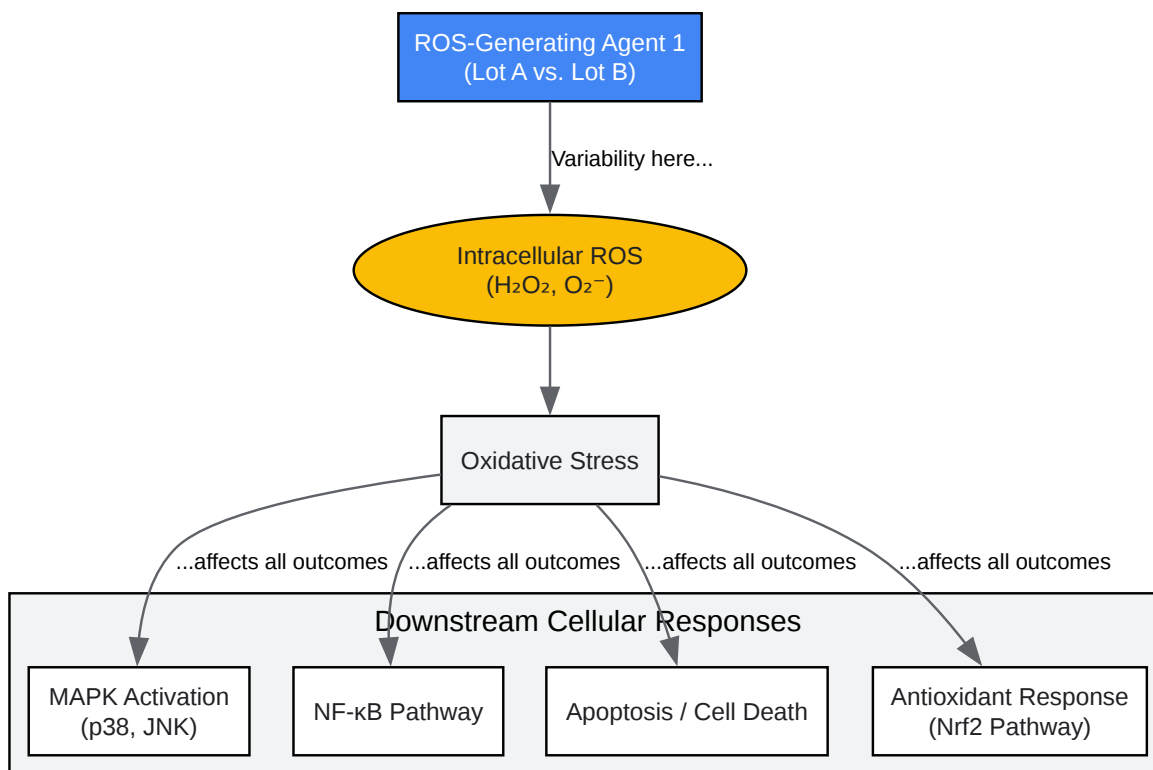 ROS-Generating Agent 1
(Lot A vs. Lot B)
Variability here...
Intracellular ROS
(H₂O₂, O₂⁻)
Oxidative Stress
...affects all outcomes
...affects all outcomes
...affects all outcomes
...affects all outcomes
Downstream Cellular Responses
MAPK Activation
(p38, JNK)
NF-κB Pathway
Apoptosis / Cell Death
Antioxidant Response
(Nrf2 Pathway)